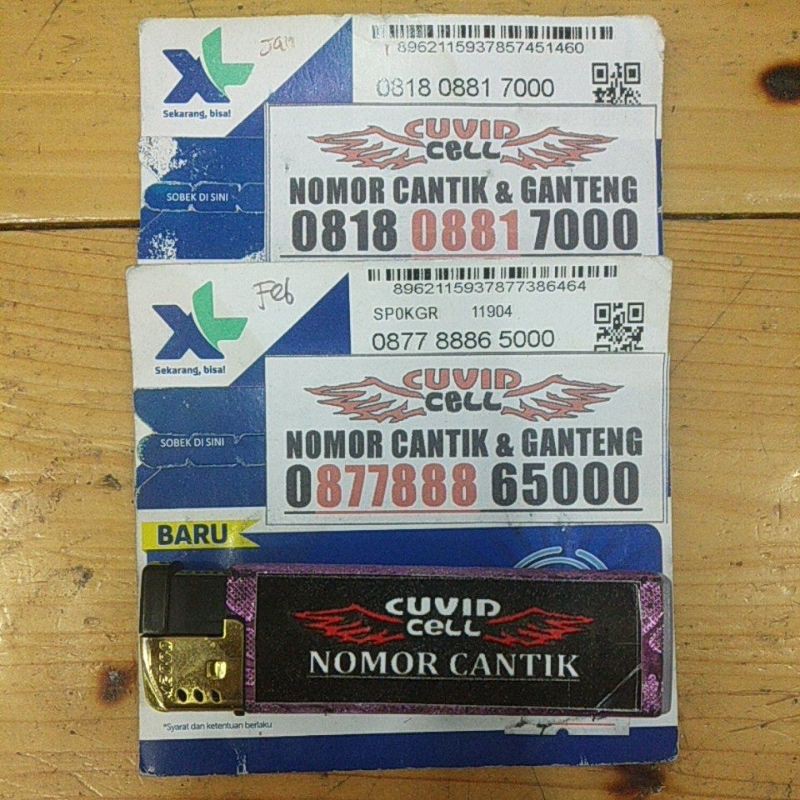 Jan
8962115937857451460
0818 0881 7000
XL
Sekarang, bisa!
CUVID
CELL
SOBEK DI SINI
NOMOR CANTIK & GANTENG
0818 0881 7000
Feb
8962115937877386464
SP0KGR 11904
0877 8886 5000
XL
Sekarang, bisa!
CUVID
CELL
SOBEK DI SINI
NOMOR CANTIK & GANTENG
087788865000
BARU
CUVID
CELL
NOMOR CANTIK
*Syarat dan ketentuan berlaku